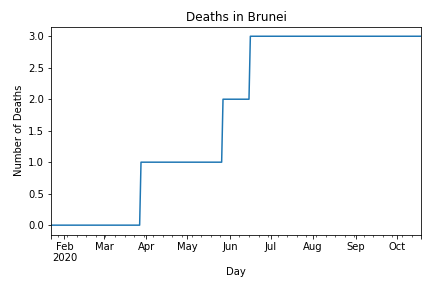 Deaths in Brunei
Number of Deaths
3.0
2.5
2.0
1.5
1.0
0.5
0.0
Feb Mar Apr May Jun Jul Aug Sep Oct
2020
Day